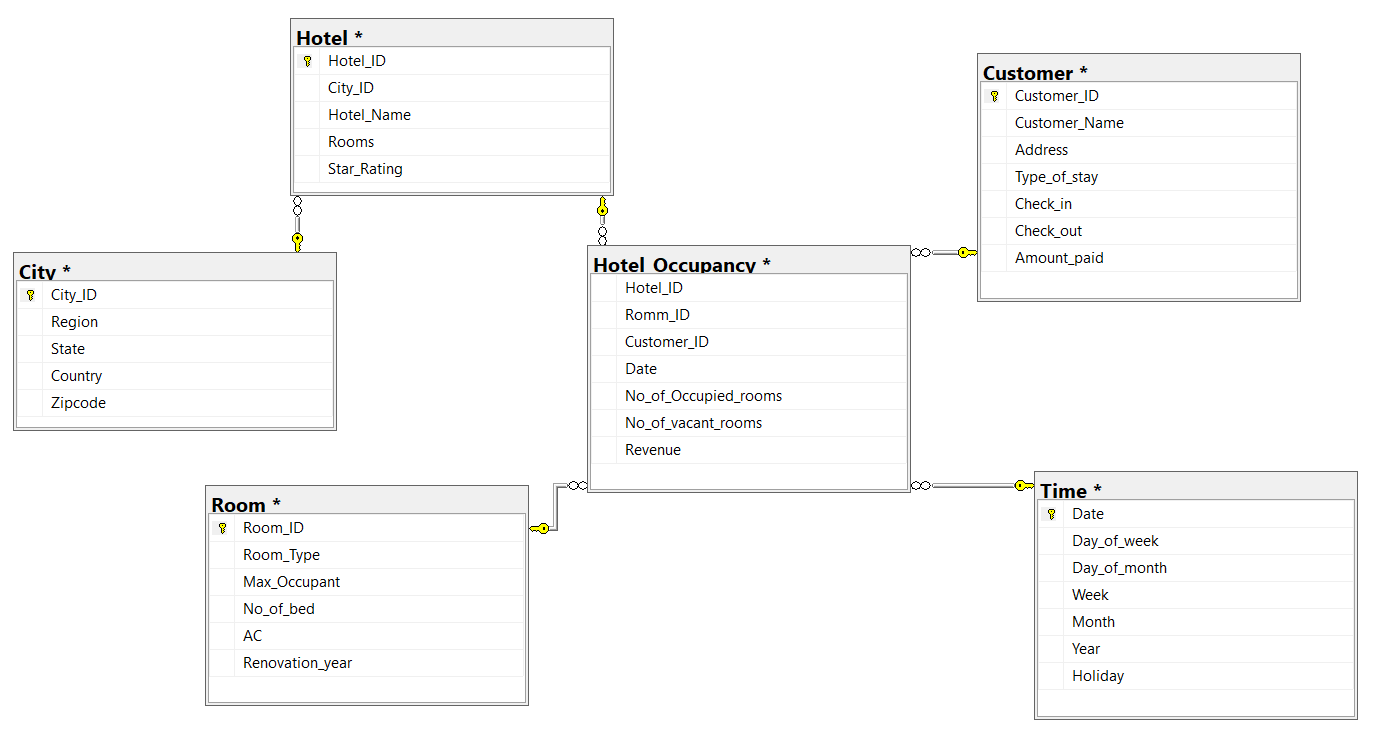 Hotel *
Hotel_ID
City_ID
Hotel_Name
Rooms
Star_Rating
Customer *
Customer_ID
Customer_Name
Address
Type_of_stay
Check_in
Check_out
Amount_paid
City *
City_ID
Region
State
Country
Zipcode
Hotel_Occupancy *
Hotel_ID
Romm_ID
Customer_ID
Date
No_of_Occupied_rooms
No_of_vacant_rooms
Revenue
Room *
Room_ID
Room_Type
Max_Occupant
No_of_bed
AC
Renovation_year
Time *
Date
Day_of_week
Day_of_month
Week
Month
Year
Holiday